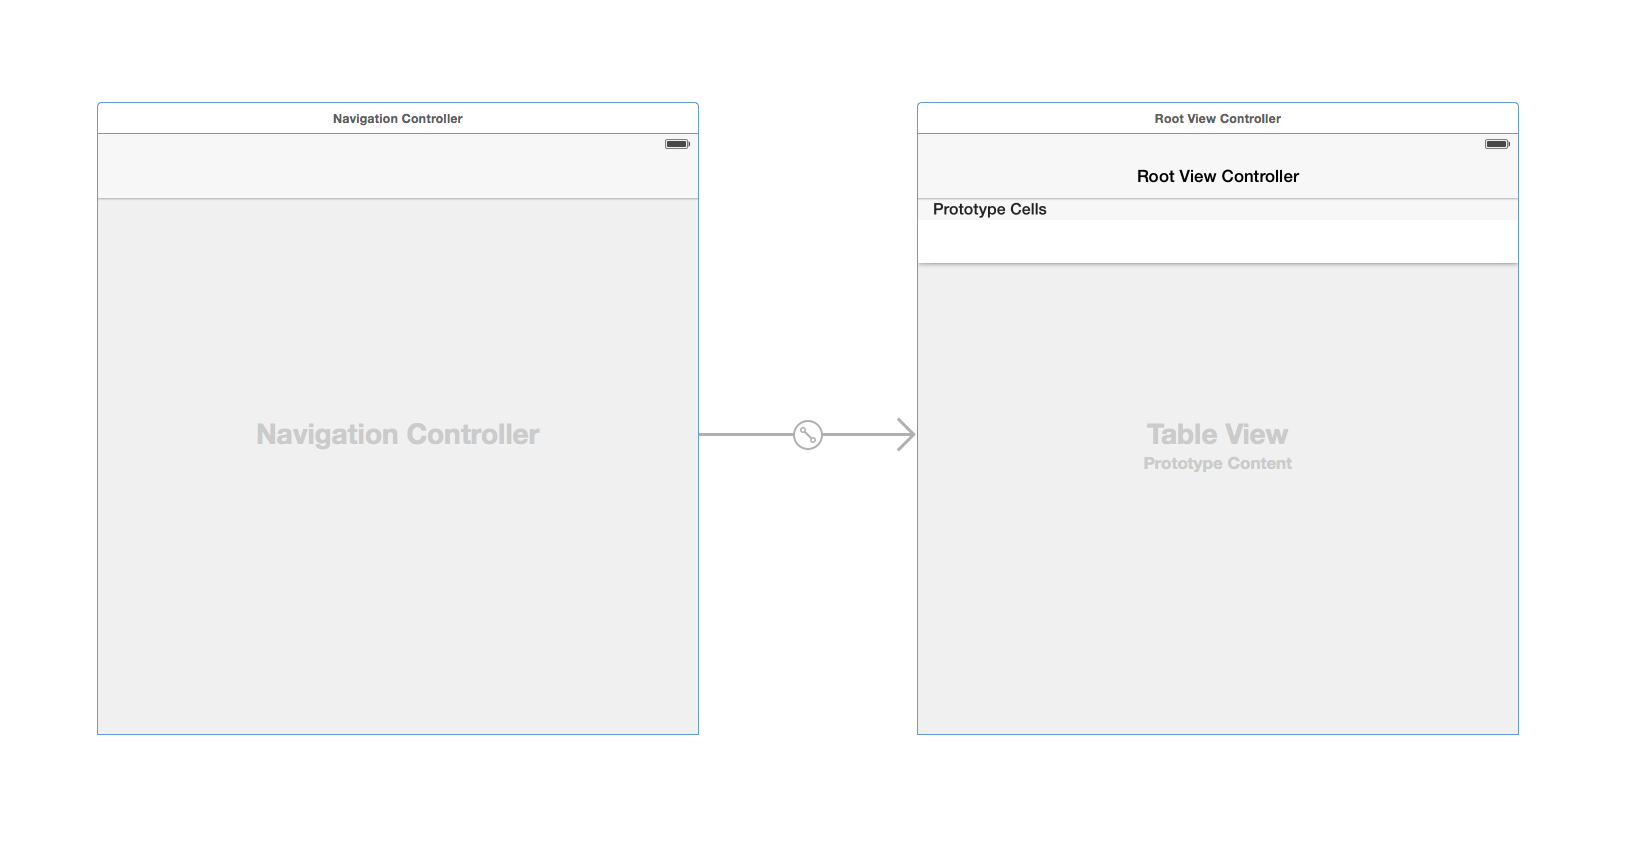 Navigation Controller
Navigation Controller
Root View Controller
Root View Controller
Prototype Cells
Table View
Prototype Content